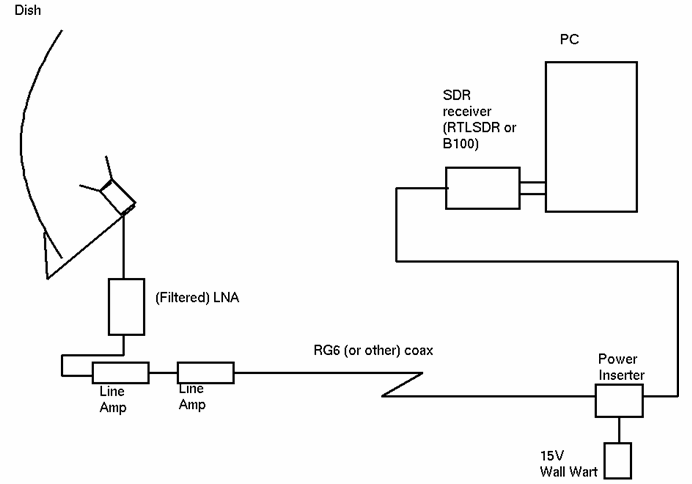 Dish
PC
SDR
receiver
(RTLSDR or
B100)
(Filtered) LNA
RG6 (or other) coax
Line
Amp
Line
Amp
Power
Inserter
15V
Wall Wart